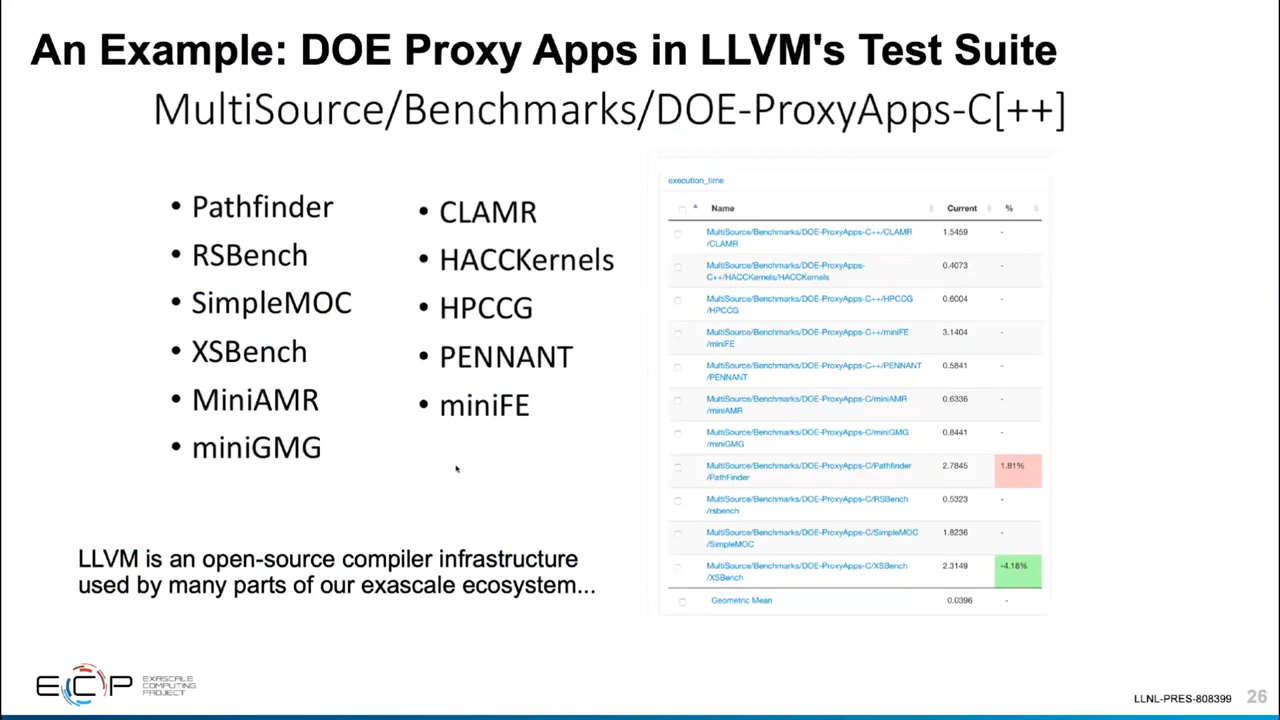 An Example: DOE Proxy Apps in LLVM's Test Suite
MultiSource/Benchmarks/DOE-ProxyApps-C[++]
• Pathfinder
• RSBench
• SimpleMOC
• XSBench
• MiniAMR
• miniGMG
• CLAMR
• HACCKernels
• HPCCG
• PENNANT
• miniFE
LLVM is an open-source compiler infrastructure
used by many parts of our exascale ecosystem...
execution_time
Name Current %
MultiSource/Benchmarks/DOE-ProxyApps-C++/CLAMR 1.5459 -
/CLAMR
MultiSource/Benchmarks/DOE-ProxyApps- 0.4073 -
C++/HACCKernels/HACCKernels
MultiSource/Benchmarks/DOE-ProxyApps-C++/HPCCG 0.6004 -
/HPCCG
MultiSource/Benchmarks/DOE-ProxyApps-C++/miniFE 3.1404 -
/miniFE
MultiSource/Benchmarks/DOE-ProxyApps-C++/PENNANT 0.5841 -
/PENNANT
MultiSource/Benchmarks/DOE-ProxyApps-C/miniAMR 0.6336 -
/miniAMR
MultiSource/Benchmarks/DOE-ProxyApps-C/miniGMG 0.8441 -
/miniGMG
MultiSource/Benchmarks/DOE-ProxyApps-C/Pathfinder 2.7845 1.81%
/PathFinder
MultiSource/Benchmarks/DOE-ProxyApps-C/RSBench 0.5323 -
/rsbench
MultiSource/Benchmarks/DOE-ProxyApps-C/SimpleMOC 1.8236 -
/SimpleMOC
MultiSource/Benchmarks/DOE-ProxyApps-C/XSBench 2.3149 -4.18%
/XSBench
Geometric Mean 0.0396 -
ECP
EXASCALE
COMPUTING
PROJECT
LLNL-PRES-808399 26